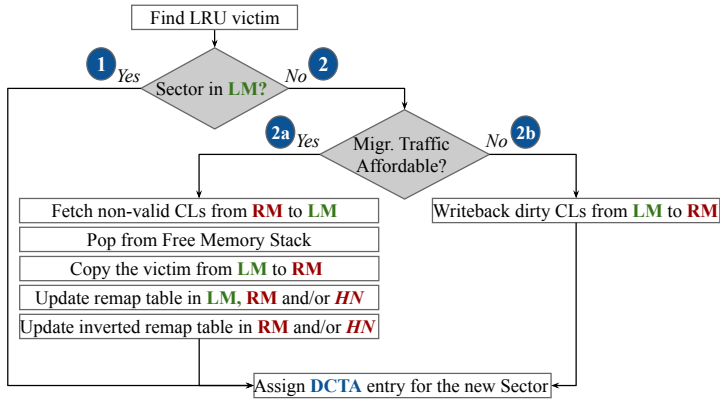 Find LRU victim
1
Yes
Sector in LM?
No
2
2a
Yes
Migr. Traffic
Affordable?
No
2b
Fetch non-valid CLs from RM to LM
Writeback dirty CLs from LM to RM
Pop from Free Memory Stack
Copy the victim from LM to RM
Update remap table in LM, RM and/or HN
Update inverted remap table in RM and/or HN
Assign DCTA entry for the new Sector